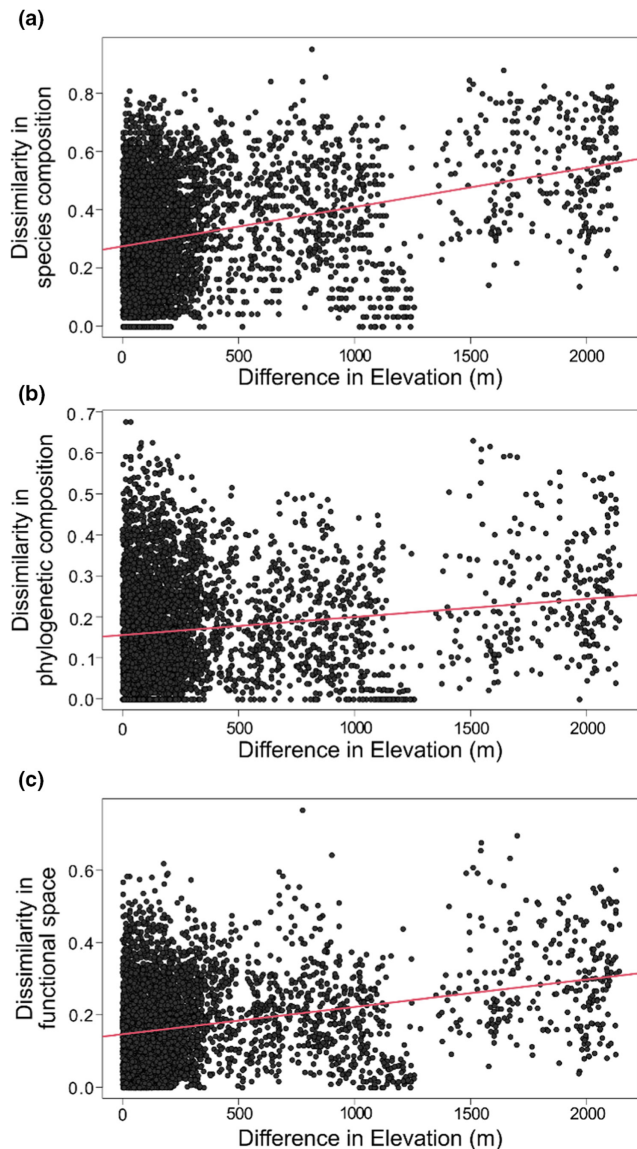 (a)
Dissimilarity in
species composition
0.8
0.6
0.4
0.2
0.0
0 500 1000 1500 2000
Difference in Elevation (m)
(b)
Dissimilarity in
phylogenetic composition
0.7
0.6
0.5
0.4
0.3
0.2
0.1
0.0
0 500 1000 1500 2000
Difference in Elevation (m)
(c)
Dissimilarity in
functional space
0.6
0.4
0.2
0.0
0 500 1000 1500 2000
Difference in Elevation (m)